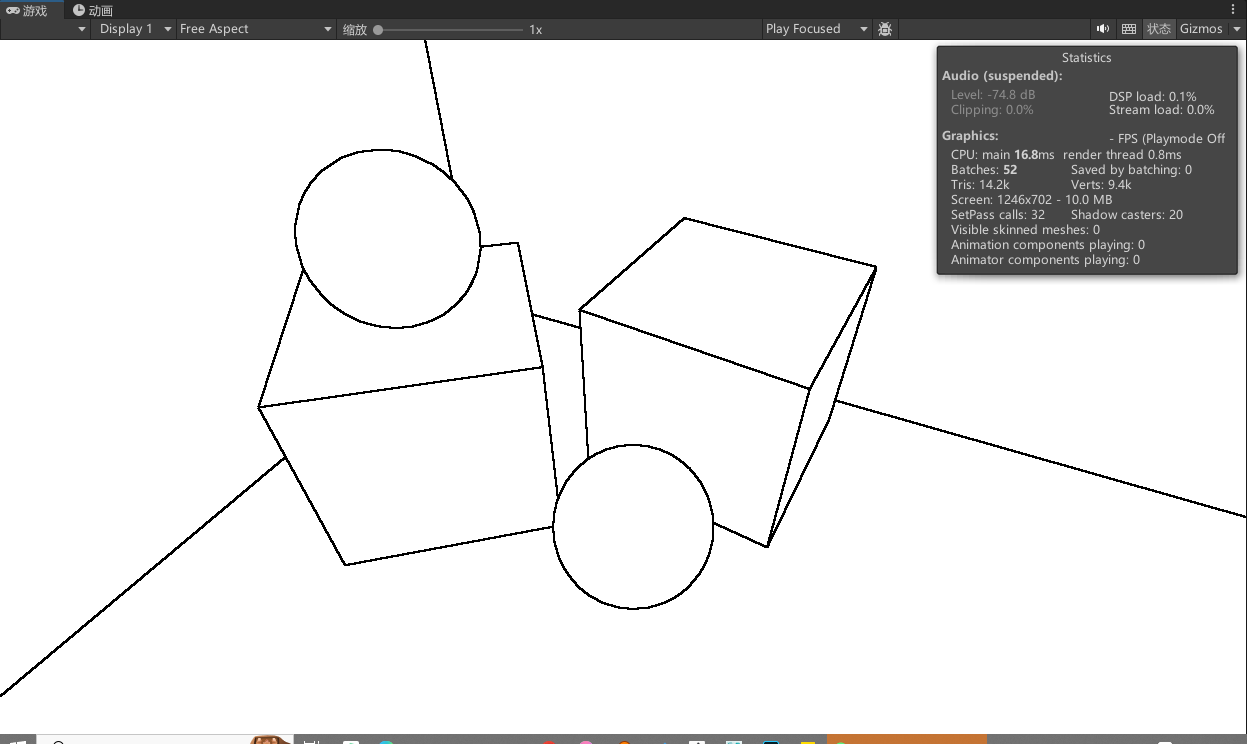 游戏 动画
Display 1 Free Aspect 缩放 1x Play Focused 状态 Gizmos
Statistics
Audio (suspended):
Level: -74.8 dB DSP load: 0.1%
Clipping: 0.0% Stream load: 0.0%
Graphics: - FPS (Playmode Off
CPU: main 16.8ms render thread 0.8ms
Batches: 52 Saved by batching: 0
Tris: 14.2k Verts: 9.4k
Screen: 1246x702 - 10.0 MB
SetPass calls: 32 Shadow casters: 20
Visible skinned meshes: 0
Animation components playing: 0
Animator components playing: 0